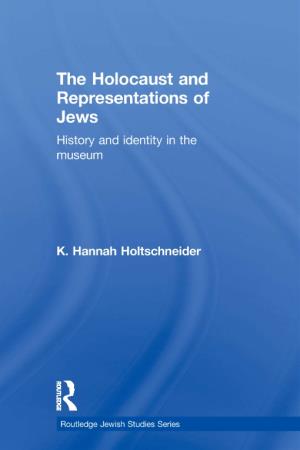 The Holocaust and
Representations of
Jews
History and identity in the
museum
K. Hannah Holtschneider
ROUTLEDGE
Routledge Jewish Studies Series